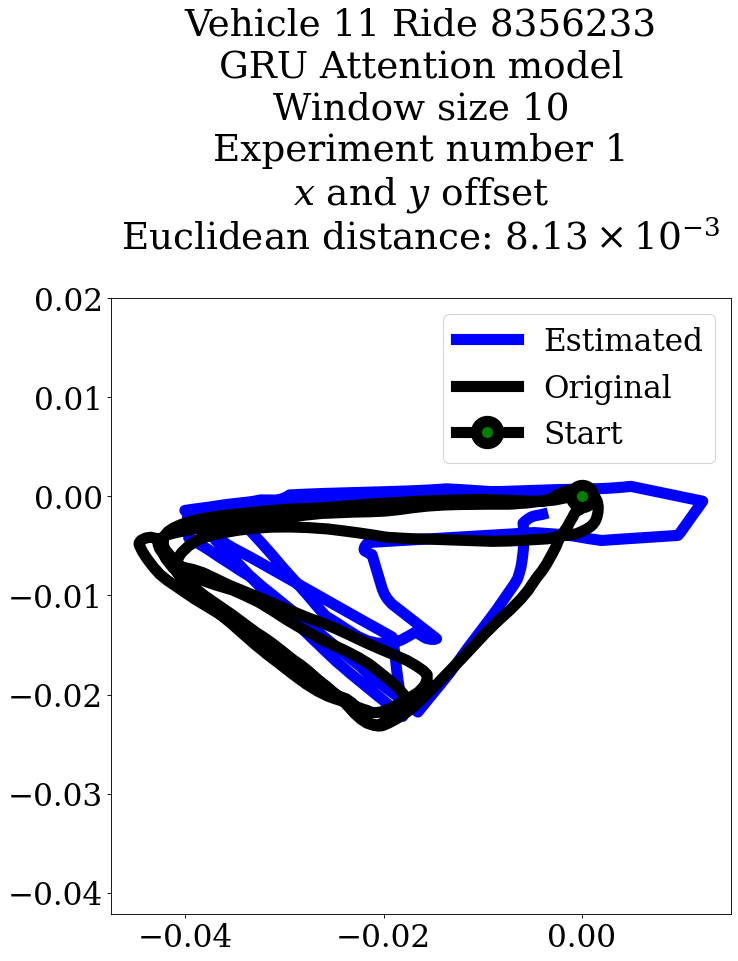 Vehicle 11 Ride 8356233
GRU Attention model
Window size 10
Experiment number 1
x and y offset
Euclidean distance: 8.13 × 10⁻³
0.02
Estimated
0.01
Original
Start
0.00
−0.01
−0.02
−0.03
−0.04
−0.04 −0.02 0.00